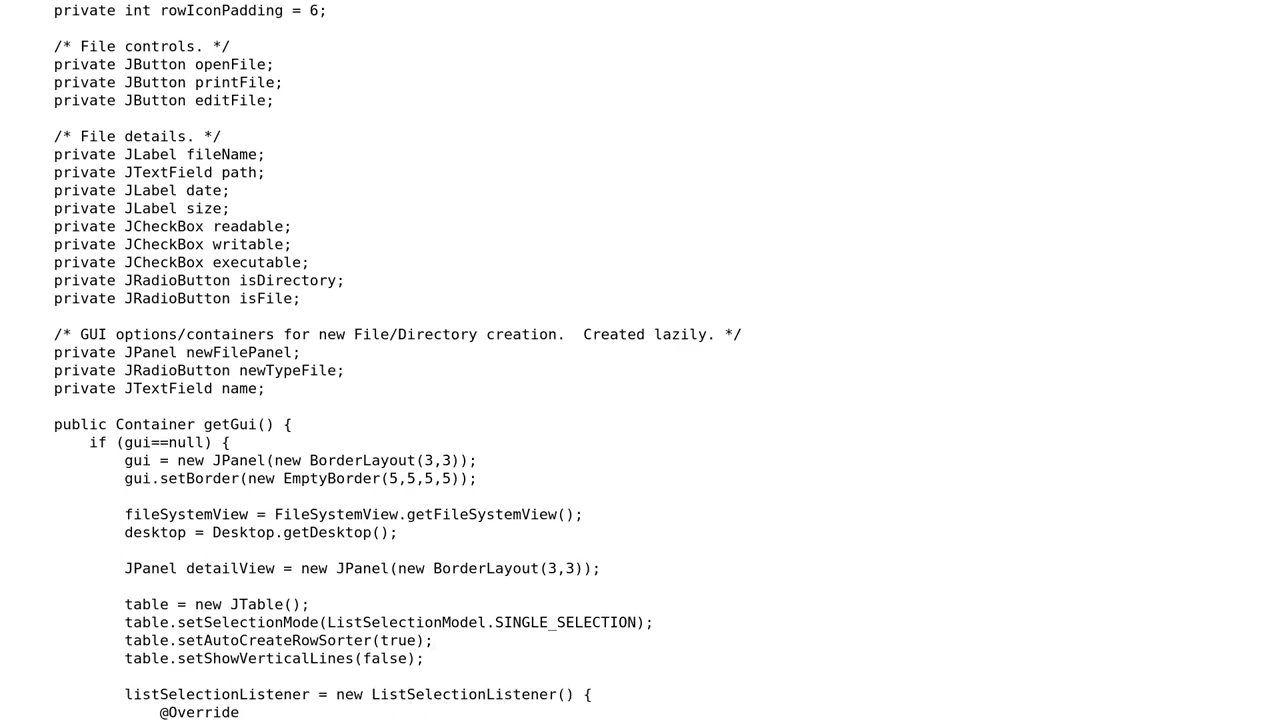 private int rowIconPadding = 6;
/* File controls. */
private JButton openFile;
private JButton printFile;
private JButton editFile;
/* File details. */
private JLabel fileName;
private JTextField path;
private JLabel date;
private JLabel size;
private JCheckBox readable;
private JCheckBox writable;
private JCheckBox executable;
private JRadioButton isDirectory;
private JRadioButton isFile;
/* GUI options/containers for new File/Directory creation.  Created lazily. */
private JPanel newFilePanel;
private JRadioButton newTypeFile;
private JTextField name;
public Container getGui() {
if (gui==null) {
gui = new JPanel(new BorderLayout(3,3));
gui.setBorder(new EmptyBorder(5,5,5,5));
fileSystemView = FileSystemView.getFileSystemView();
desktop = Desktop.getDesktop();
JPanel detailView = new JPanel(new BorderLayout(3,3));
table = new JTable();
table.setSelectionMode(ListSelectionModel.SINGLE_SELECTION);
table.setAutoCreateRowSorter(true);
table.setShowVerticalLines(false);
listSelectionListener = new ListSelectionListener() {
@Override